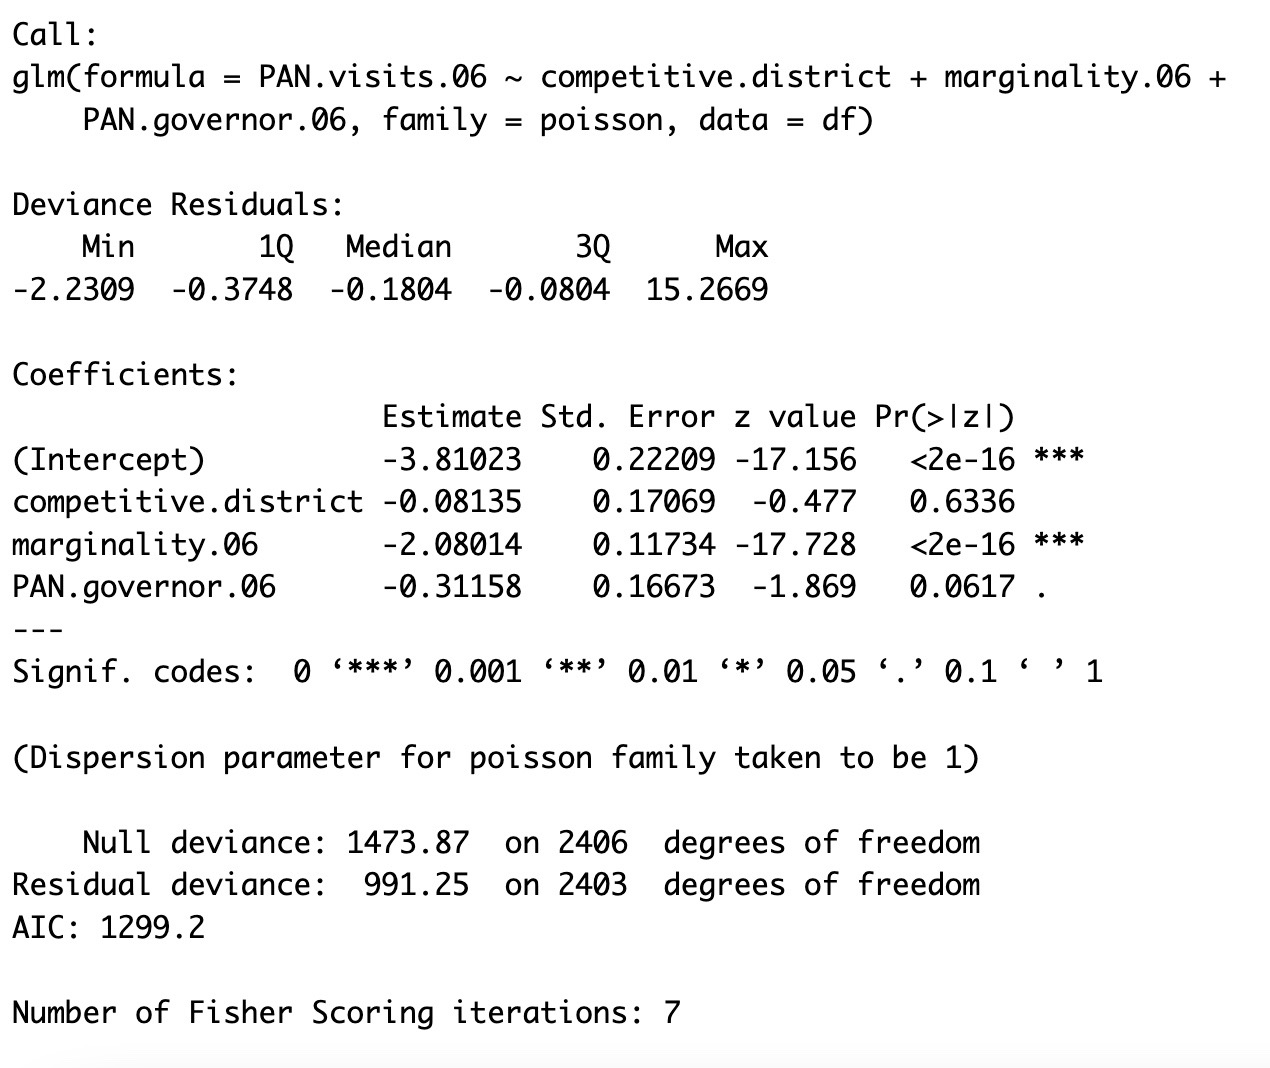 Call:
glm(formula = PAN.visits.06 ~ competitive.district + marginality.06 +
    PAN.governor.06, family = poisson, data = df)

Deviance Residuals:
    Min       1Q   Median       3Q      Max
-2.2309  -0.3748  -0.1804  -0.0804  15.2669

Coefficients:
                     Estimate Std. Error z value Pr(>|z|)
(Intercept)          -3.81023    0.22209 -17.156   <2e-16 ***
competitive.district -0.08135    0.17069  -0.477   0.6336
marginality.06       -2.08014    0.11734 -17.728   <2e-16 ***
PAN.governor.06      -0.31158    0.16673  -1.869   0.0617 .
---
Signif. codes:  0 ‘***’ 0.001 ‘**’ 0.01 ‘*’ 0.05 ‘.’ 0.1 ‘ ’ 1

(Dispersion parameter for poisson family taken to be 1)

    Null deviance: 1473.87  on 2406  degrees of freedom
Residual deviance:  991.25  on 2403  degrees of freedom
AIC: 1299.2

Number of Fisher Scoring iterations: 7